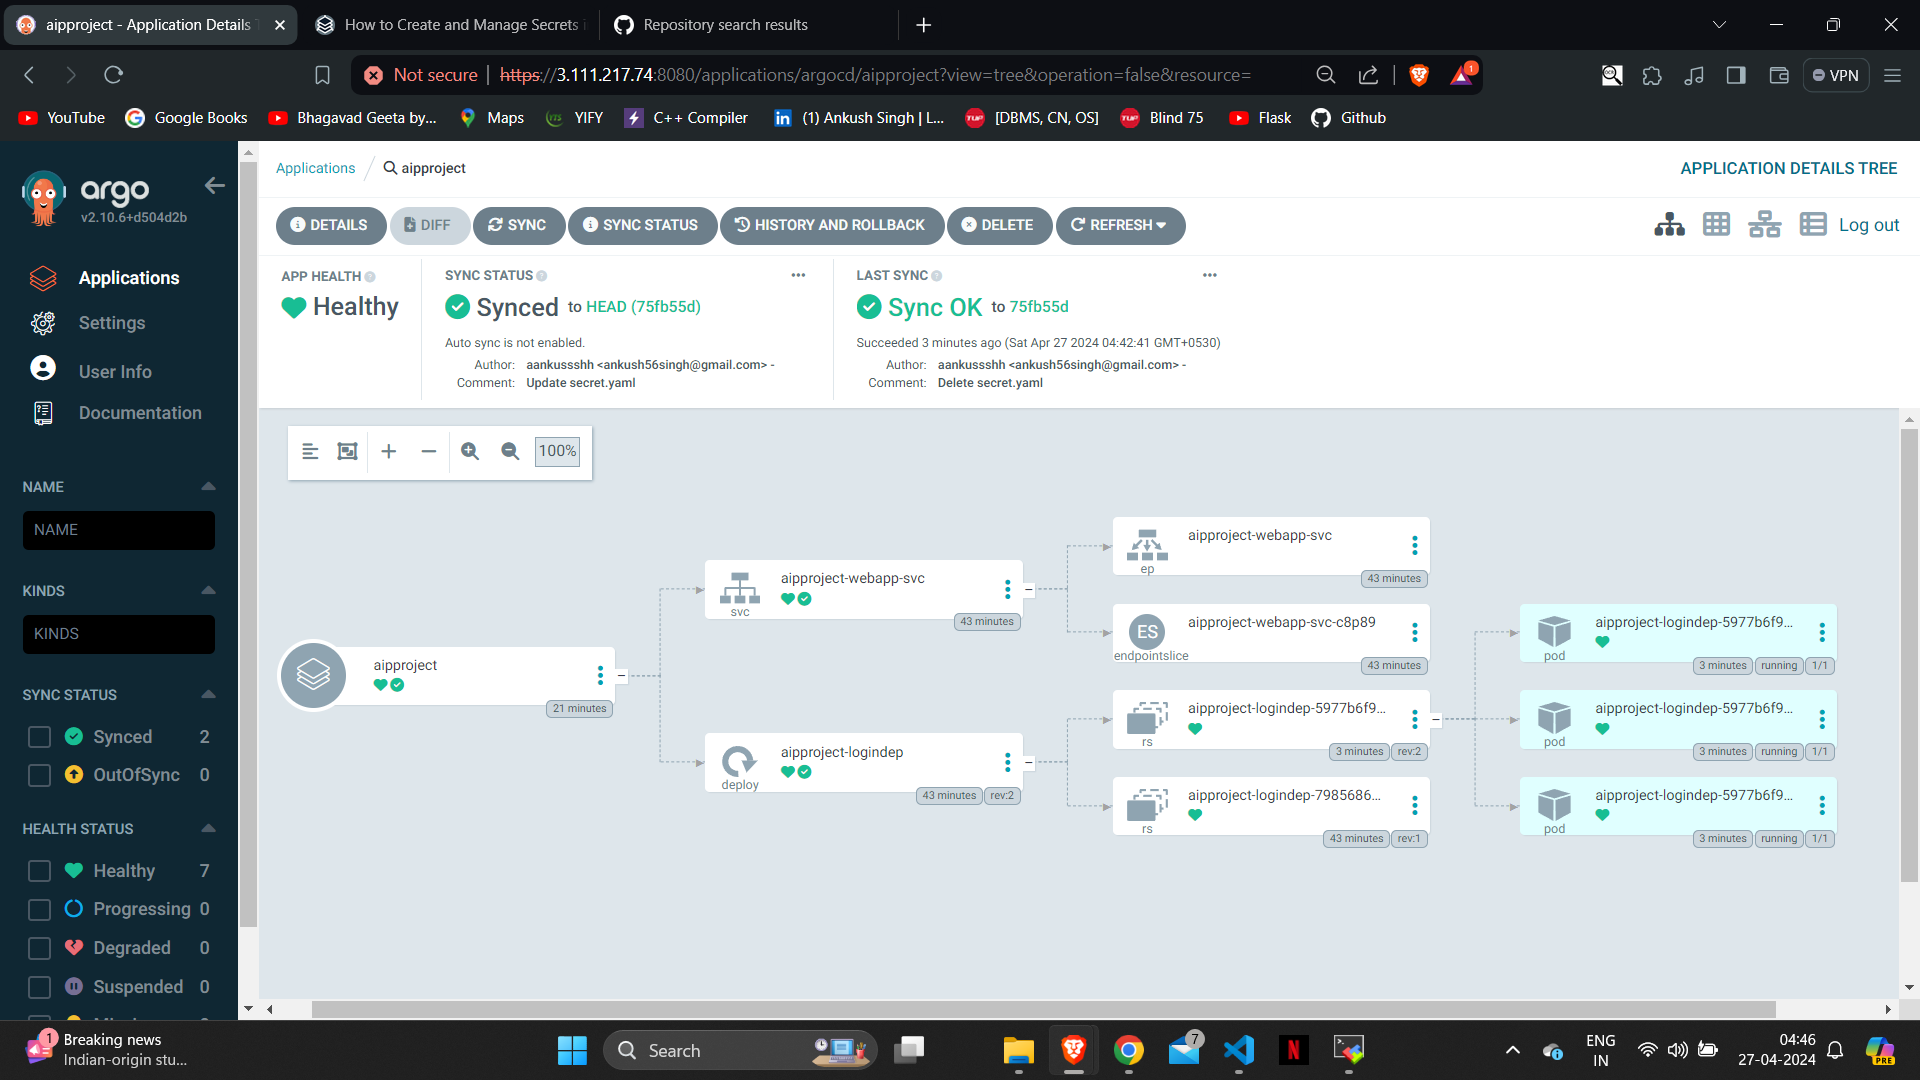 aipproject - Application Details T
How to Create and Manage Secrets i
Repository search results
Not secure
https://3.111.217.74:8080/applications/argocd/aipproject?view=tree&operation=false&resource=
1
VPN
YouTube
Google Books
Bhagavad Geeta by...
Maps
YIFY
C++ Compiler
(1) Ankush Singh | L...
[DBMS, CN, OS]
Blind 75
Flask
Github
argo
v2.10.6+d504d2b
Applications
Settings
User Info
Documentation
NAME
NAME
KINDS
KINDS
SYNC STATUS
Synced 2
OutOfSync 0
HEALTH STATUS
Healthy 7
Progressing 0
Degraded 0
Suspended 0
Applications
aipproject
APPLICATION DETAILS TREE
DETAILS
DIFF
SYNC
SYNC STATUS
HISTORY AND ROLLBACK
DELETE
REFRESH
Log out
APP HEALTH
Healthy
SYNC STATUS
Synced to HEAD (75fb55d)
Auto sync is not enabled.
Author: aankussshh <ankush56singh@gmail.com> -
Comment: Update secret.yaml
LAST SYNC
Sync OK to 75fb55d
Succeeded 3 minutes ago (Sat Apr 27 2024 04:42:41 GMT+0530)
Author: aankussshh <ankush56singh@gmail.com> -
Comment: Delete secret.yaml
100%
aipproject
21 minutes
aipproject-webapp-svc
svc
43 minutes
aipproject-logindep
deploy
43 minutes
rev:2
aipproject-webapp-svc
ep
43 minutes
ES
aipproject-webapp-svc-c8p89
endpointslice
43 minutes
aipproject-logindep-5977b6f9...
rs
3 minutes
rev:2
aipproject-logindep-7985686...
rs
43 minutes
rev:1
aipproject-logindep-5977b6f9...
pod
3 minutes
running
1/1
aipproject-logindep-5977b6f9...
pod
3 minutes
running
1/1
aipproject-logindep-5977b6f9...
pod
3 minutes
running
1/1
1
Breaking news
Indian-origin stu...
Search
7
N
ENG
IN
04:46
27-04-2024
PRE